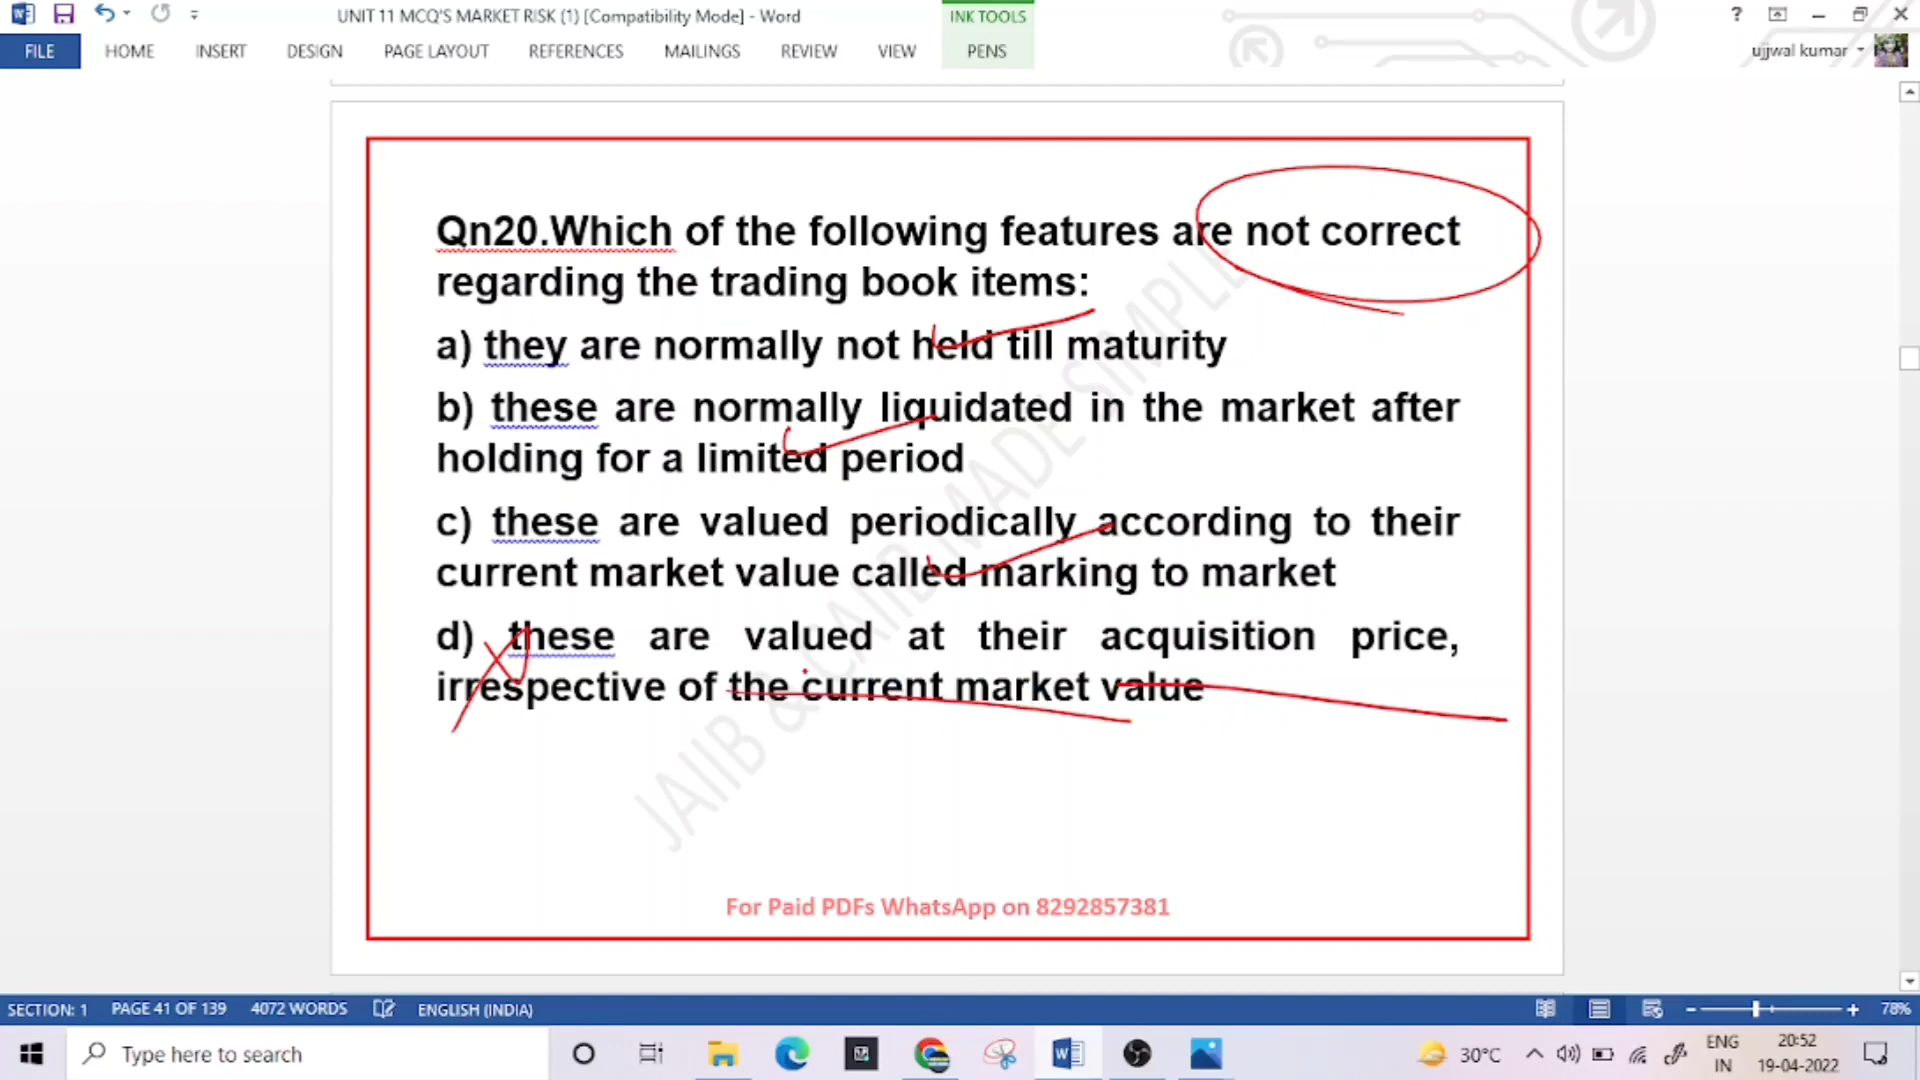 UNIT 11 MCQ'S MARKET RISK (1) [Compatibility Mode] - Word
INK TOOLS
?
FILE HOME INSERT DESIGN PAGE LAYOUT REFERENCES MAILINGS REVIEW VIEW PENS
ujjwal kumar
Qn20.Which of the following features are not correct
regarding the trading book items:
a) they are normally not held till maturity
b) these are normally liquidated in the market after
holding for a limited period
c) these are valued periodically according to their
current market value called marking to market
d) these are valued at their acquisition price,
irrespective of the current market value
JAIIB & CAIIB MADE SIMPLE
For Paid PDFs WhatsApp on 8292857381
SECTION: 1 PAGE 41 OF 139 4072 WORDS ENGLISH (INDIA) 78%
Type here to search
30°C
ENG
IN
20:52
19-04-2022